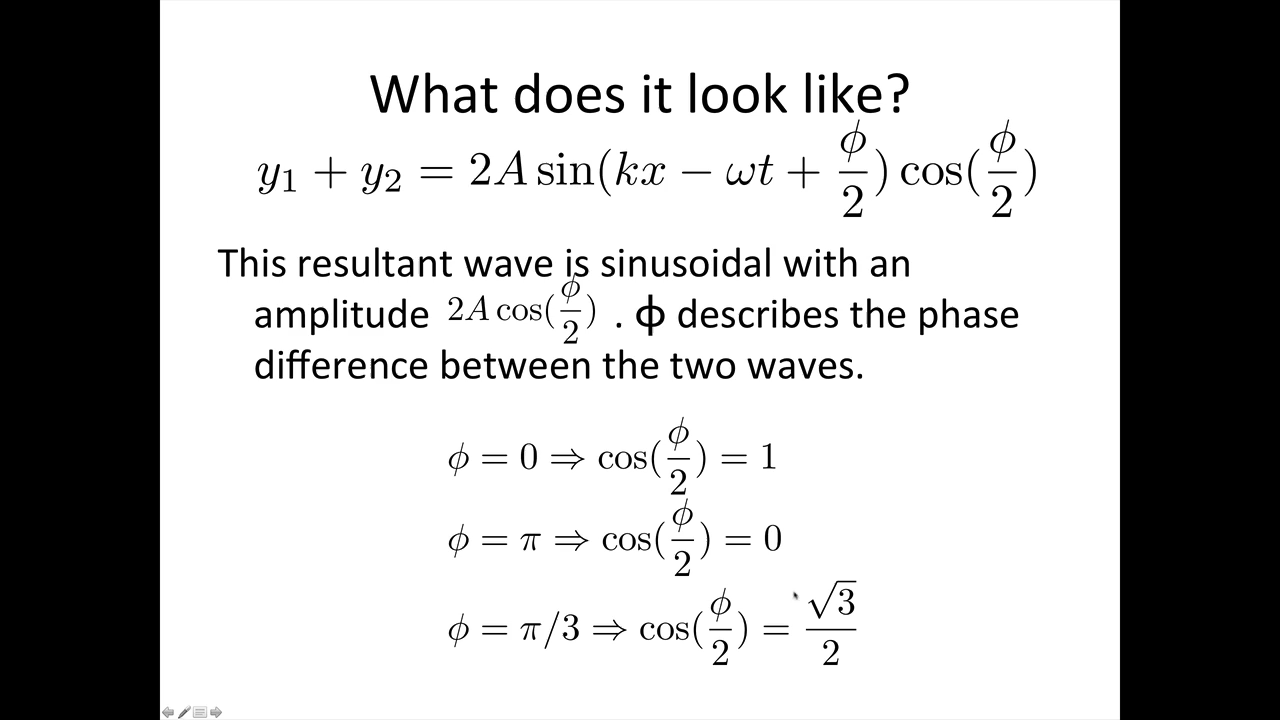 What does it look like?
y₁ + y₂ = 2A sin(kx − ωt + ϕ/2) cos(ϕ/2)
This resultant wave is sinusoidal with an
amplitude 2A cos(ϕ/2) . ϕ describes the phase
difference between the two waves.
ϕ = 0 ⇒ cos(ϕ/2) = 1
ϕ = π ⇒ cos(ϕ/2) = 0
ϕ = π/3 ⇒ cos(ϕ/2) = √3/2